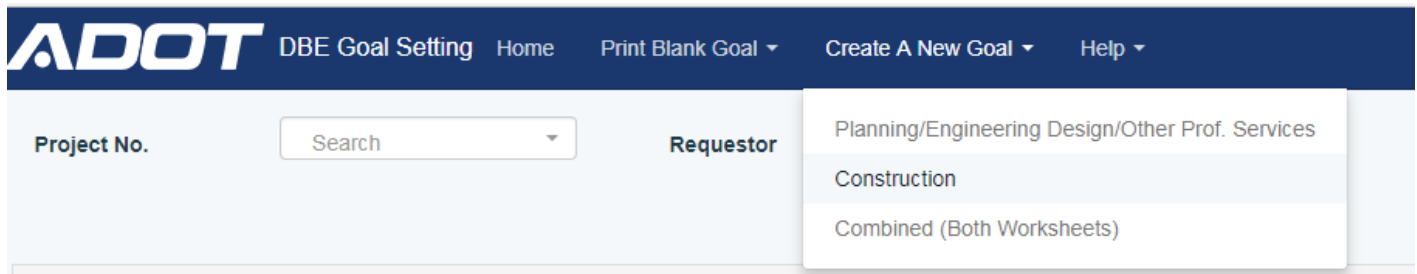 ADOT DBE Goal Setting Home Print Blank Goal Create A New Goal Help
Project No. Search Requestor
Planning/Engineering Design/Other Prof. Services
Construction
Combined (Both Worksheets)